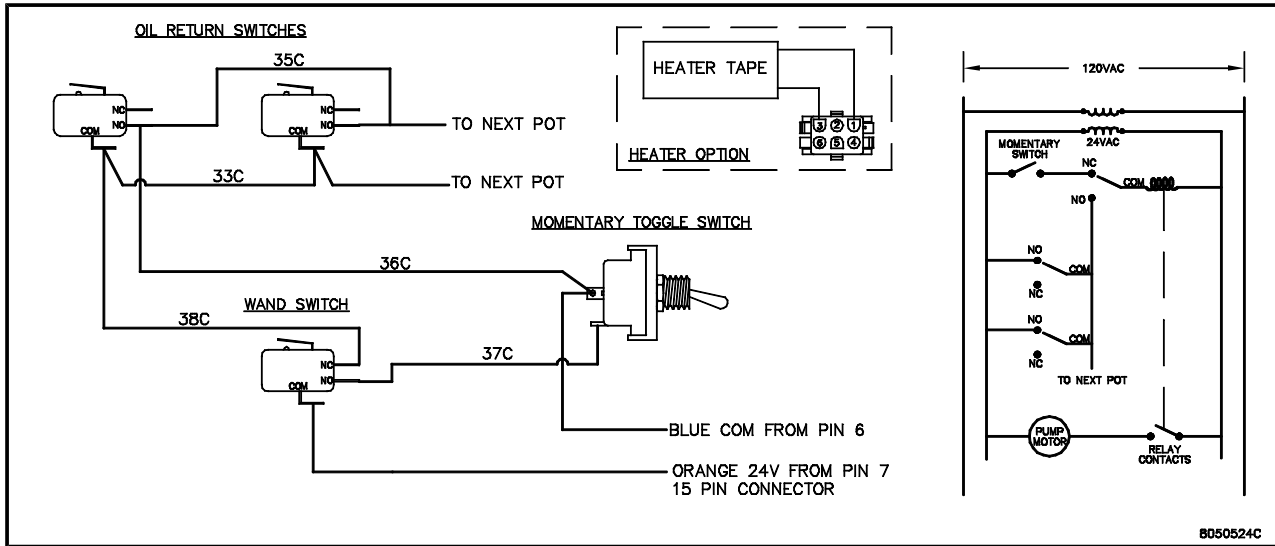 OIL RETURN SWITCHES
35C
NC
NO
COM
NC
NO
COM
TO NEXT POT
33C
TO NEXT POT
HEATER TAPE
3 2 1
6 5 4
HEATER OPTION
MOMENTARY TOGGLE SWITCH
36C
WAND SWITCH
38C
NC
NO
COM
37C
BLUE COM FROM PIN 6
ORANGE 24V FROM PIN 7
15 PIN CONNECTOR
120VAC
24VAC
MOMENTARY
SWITCH
NC
COM
NO
NO
COM
NC
NO
COM
NC
TO NEXT POT
PUMP
MOTOR
RELAY
CONTACTS
8050524C